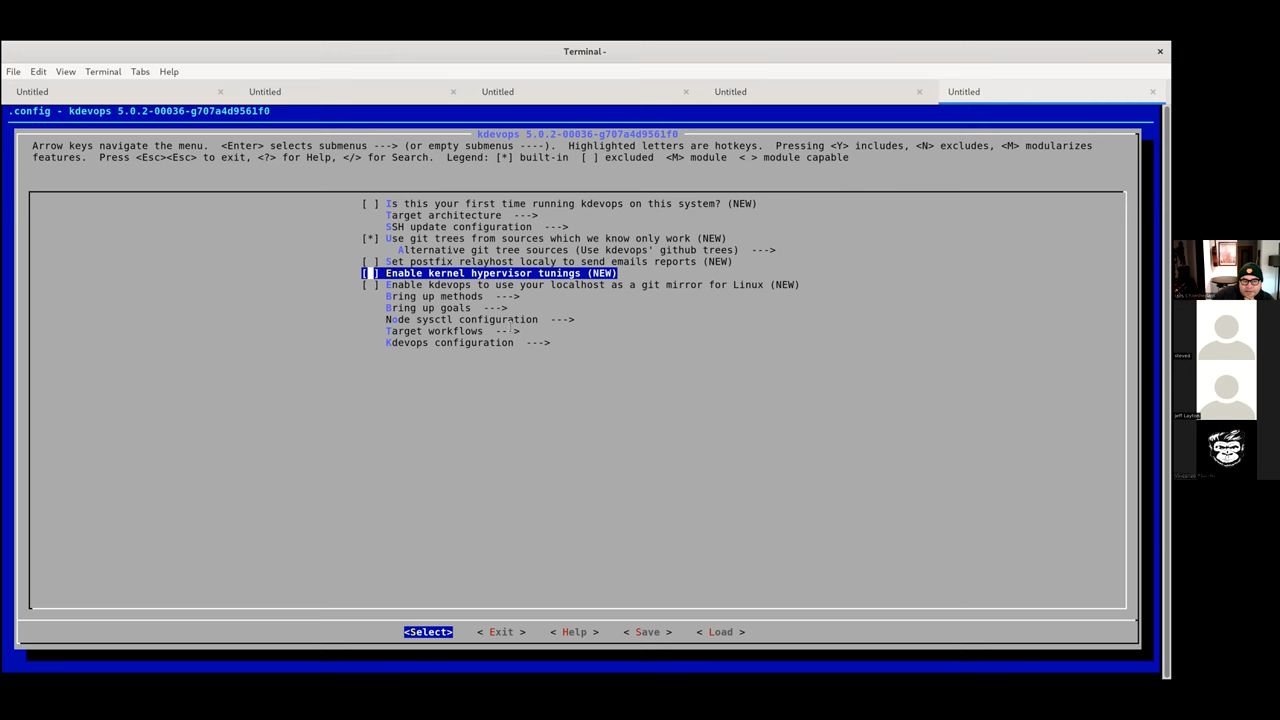 Terminal -
File Edit View Terminal Tabs Help
Untitled Untitled Untitled Untitled Untitled
.config - kdevops 5.0.2-00036-g707a4d9561f0
kdevops 5.0.2-00036-g707a4d9561f0
Arrow keys navigate the menu.  <Enter> selects submenus ---> (or empty submenus ----).  Highlighted letters are hotkeys.  Pressing <Y> includes, <N> excludes, <M> modularizes
features.  Press <Esc><Esc> to exit, <?> for Help, </> for Search.  Legend: [*] built-in  [ ] excluded  <M> module  < > module capable
[ ] Is this your first time running kdevops on this system? (NEW)
Target architecture  --->
SSH update configuration  --->
[*] Use git trees from sources which we know only work (NEW)
Alternative git tree sources (Use kdevops' github trees)  --->
[ ] Set postfix relayhost localy to send emails reports (NEW)
[ ] Enable kernel hypervisor tunings (NEW)
[ ] Enable kdevops to use your localhost as a git mirror for Linux (NEW)
Bring up methods  --->
Bring up goals  --->
Node sysctl configuration  --->
Target workflows  --->
Kdevops configuration  --->
<Select>    < Exit >    < Help >    < Save >    < Load >
steved
Jeff Layton